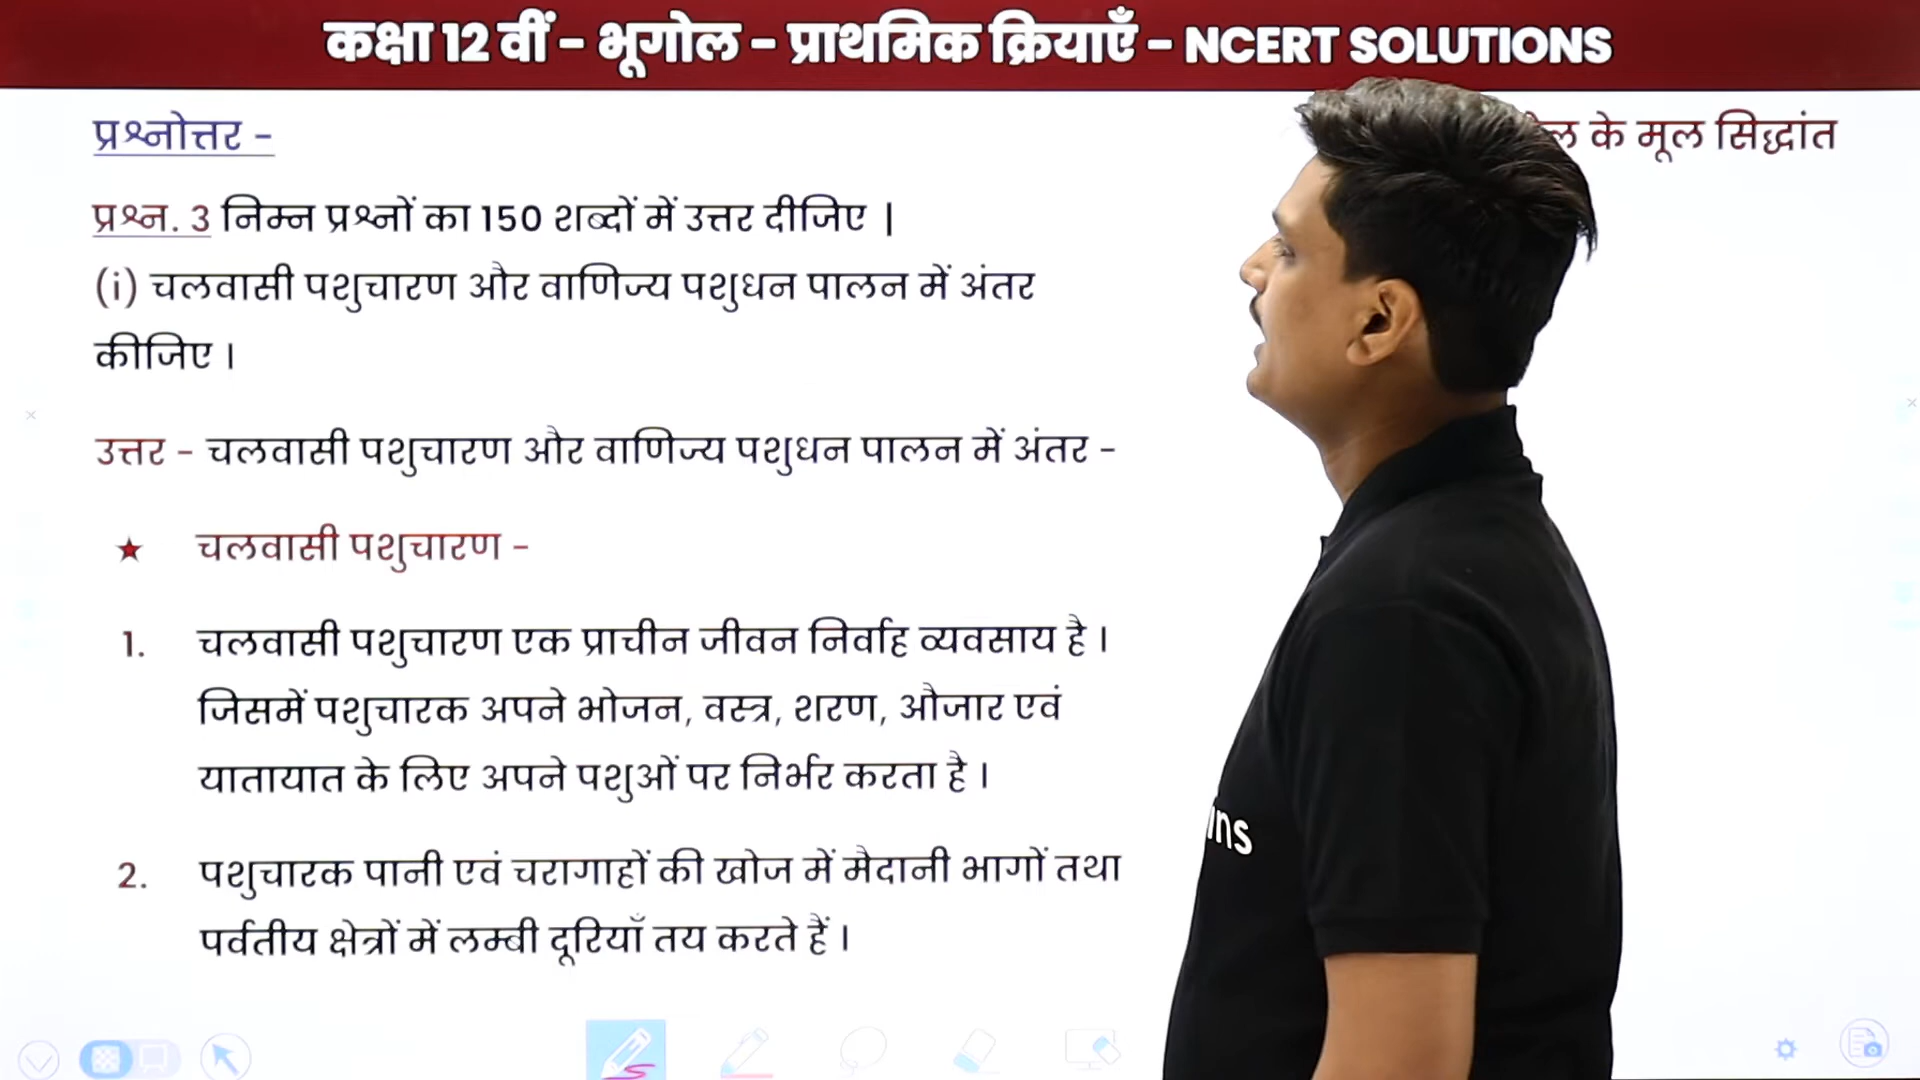 कक्षा 12 वीं - भूगोल - प्राथमिक क्रियाएँ - NCERT SOLUTIONS
प्रश्नोत्तर -
के मूल सिद्धांत
प्रश्न. 3 निम्न प्रश्नों का 150 शब्दों में उत्तर दीजिए |
(i) चलवासी पशुचारण और वाणिज्य पशुधन पालन में अंतर
कीजिए ।
उत्तर - चलवासी पशुचारण और वाणिज्य पशुधन पालन में अंतर -
★ चलवासी पशुचारण -
1. चलवासी पशुचारण एक प्राचीन जीवन निर्वाह व्यवसाय है ।
जिसमें पशुचारक अपने भोजन, वस्त्र, शरण, औजार एवं
यातायात के लिए अपने पशुओं पर निर्भर करता है ।
2. पशुचारक पानी एवं चरागाहों की खोज में मैदानी भागों तथा
पर्वतीय क्षेत्रों में लम्बी दूरियाँ तय करते हैं ।